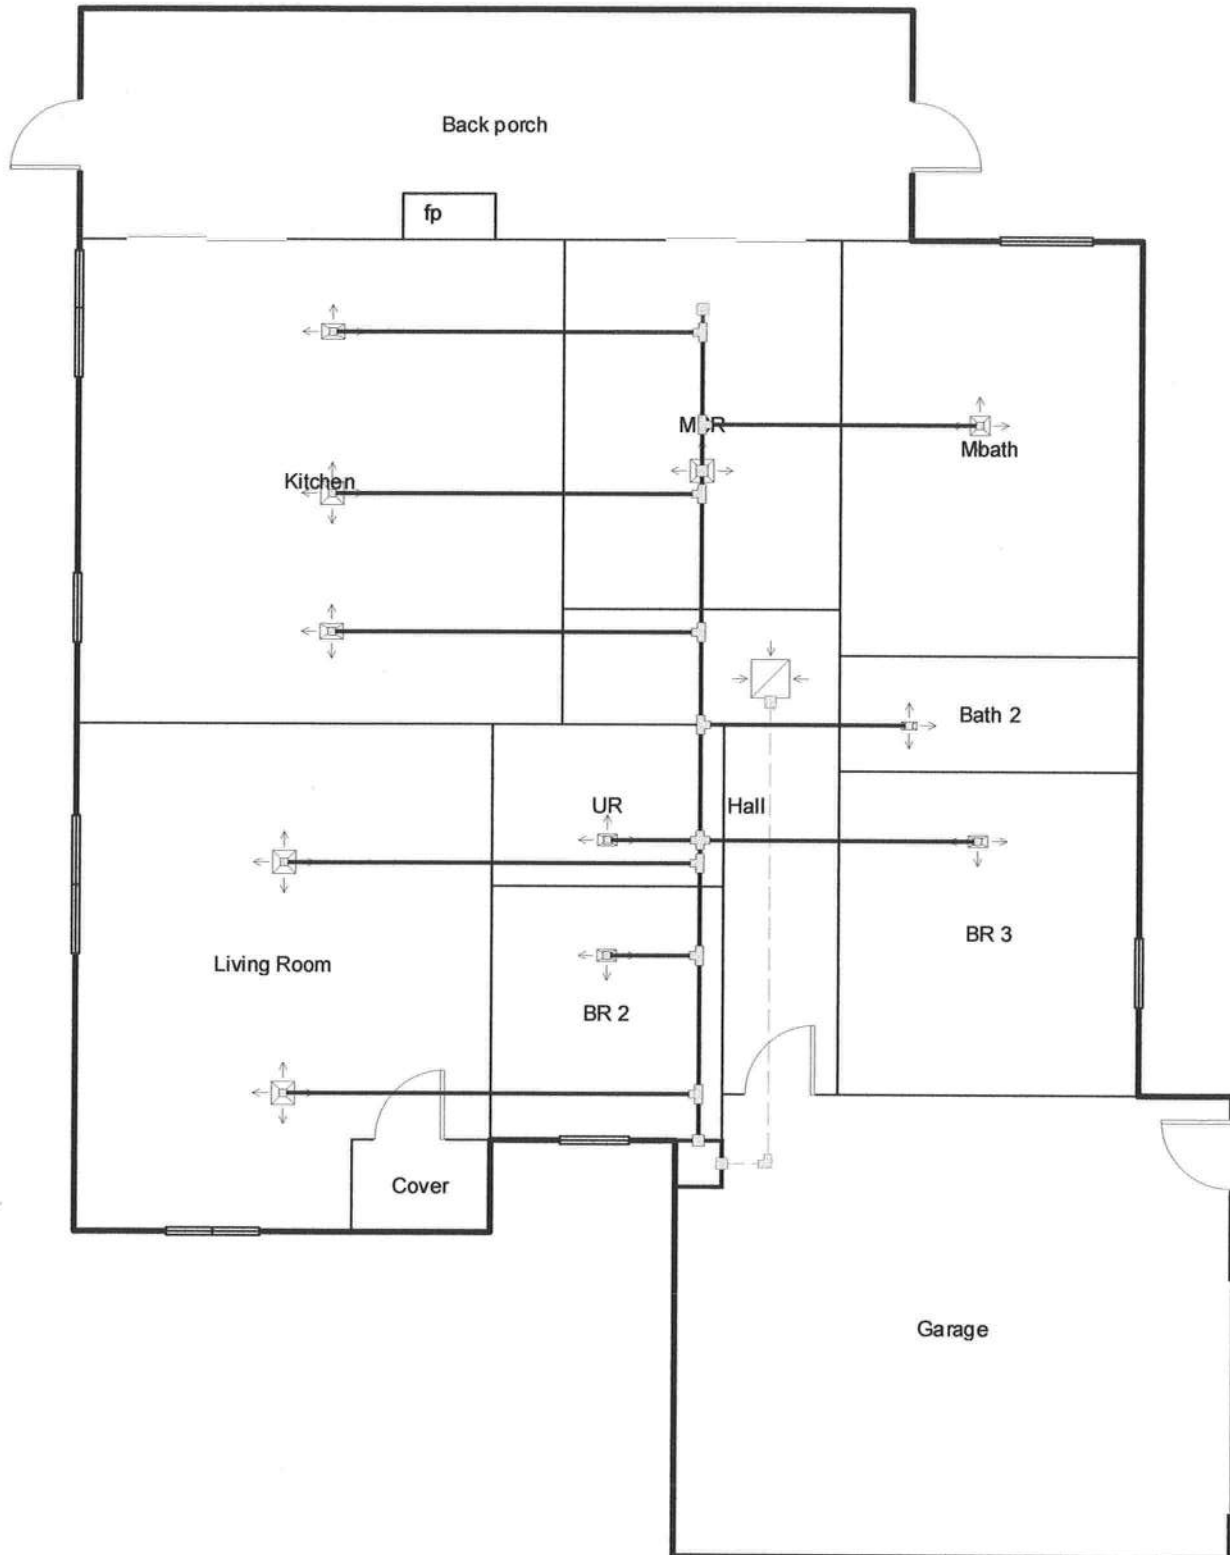 Back porch
fp
Kitchen
Mbath
Bath 2
UR
Hall
BR 3
Living Room
BR 2
Cover
Garage